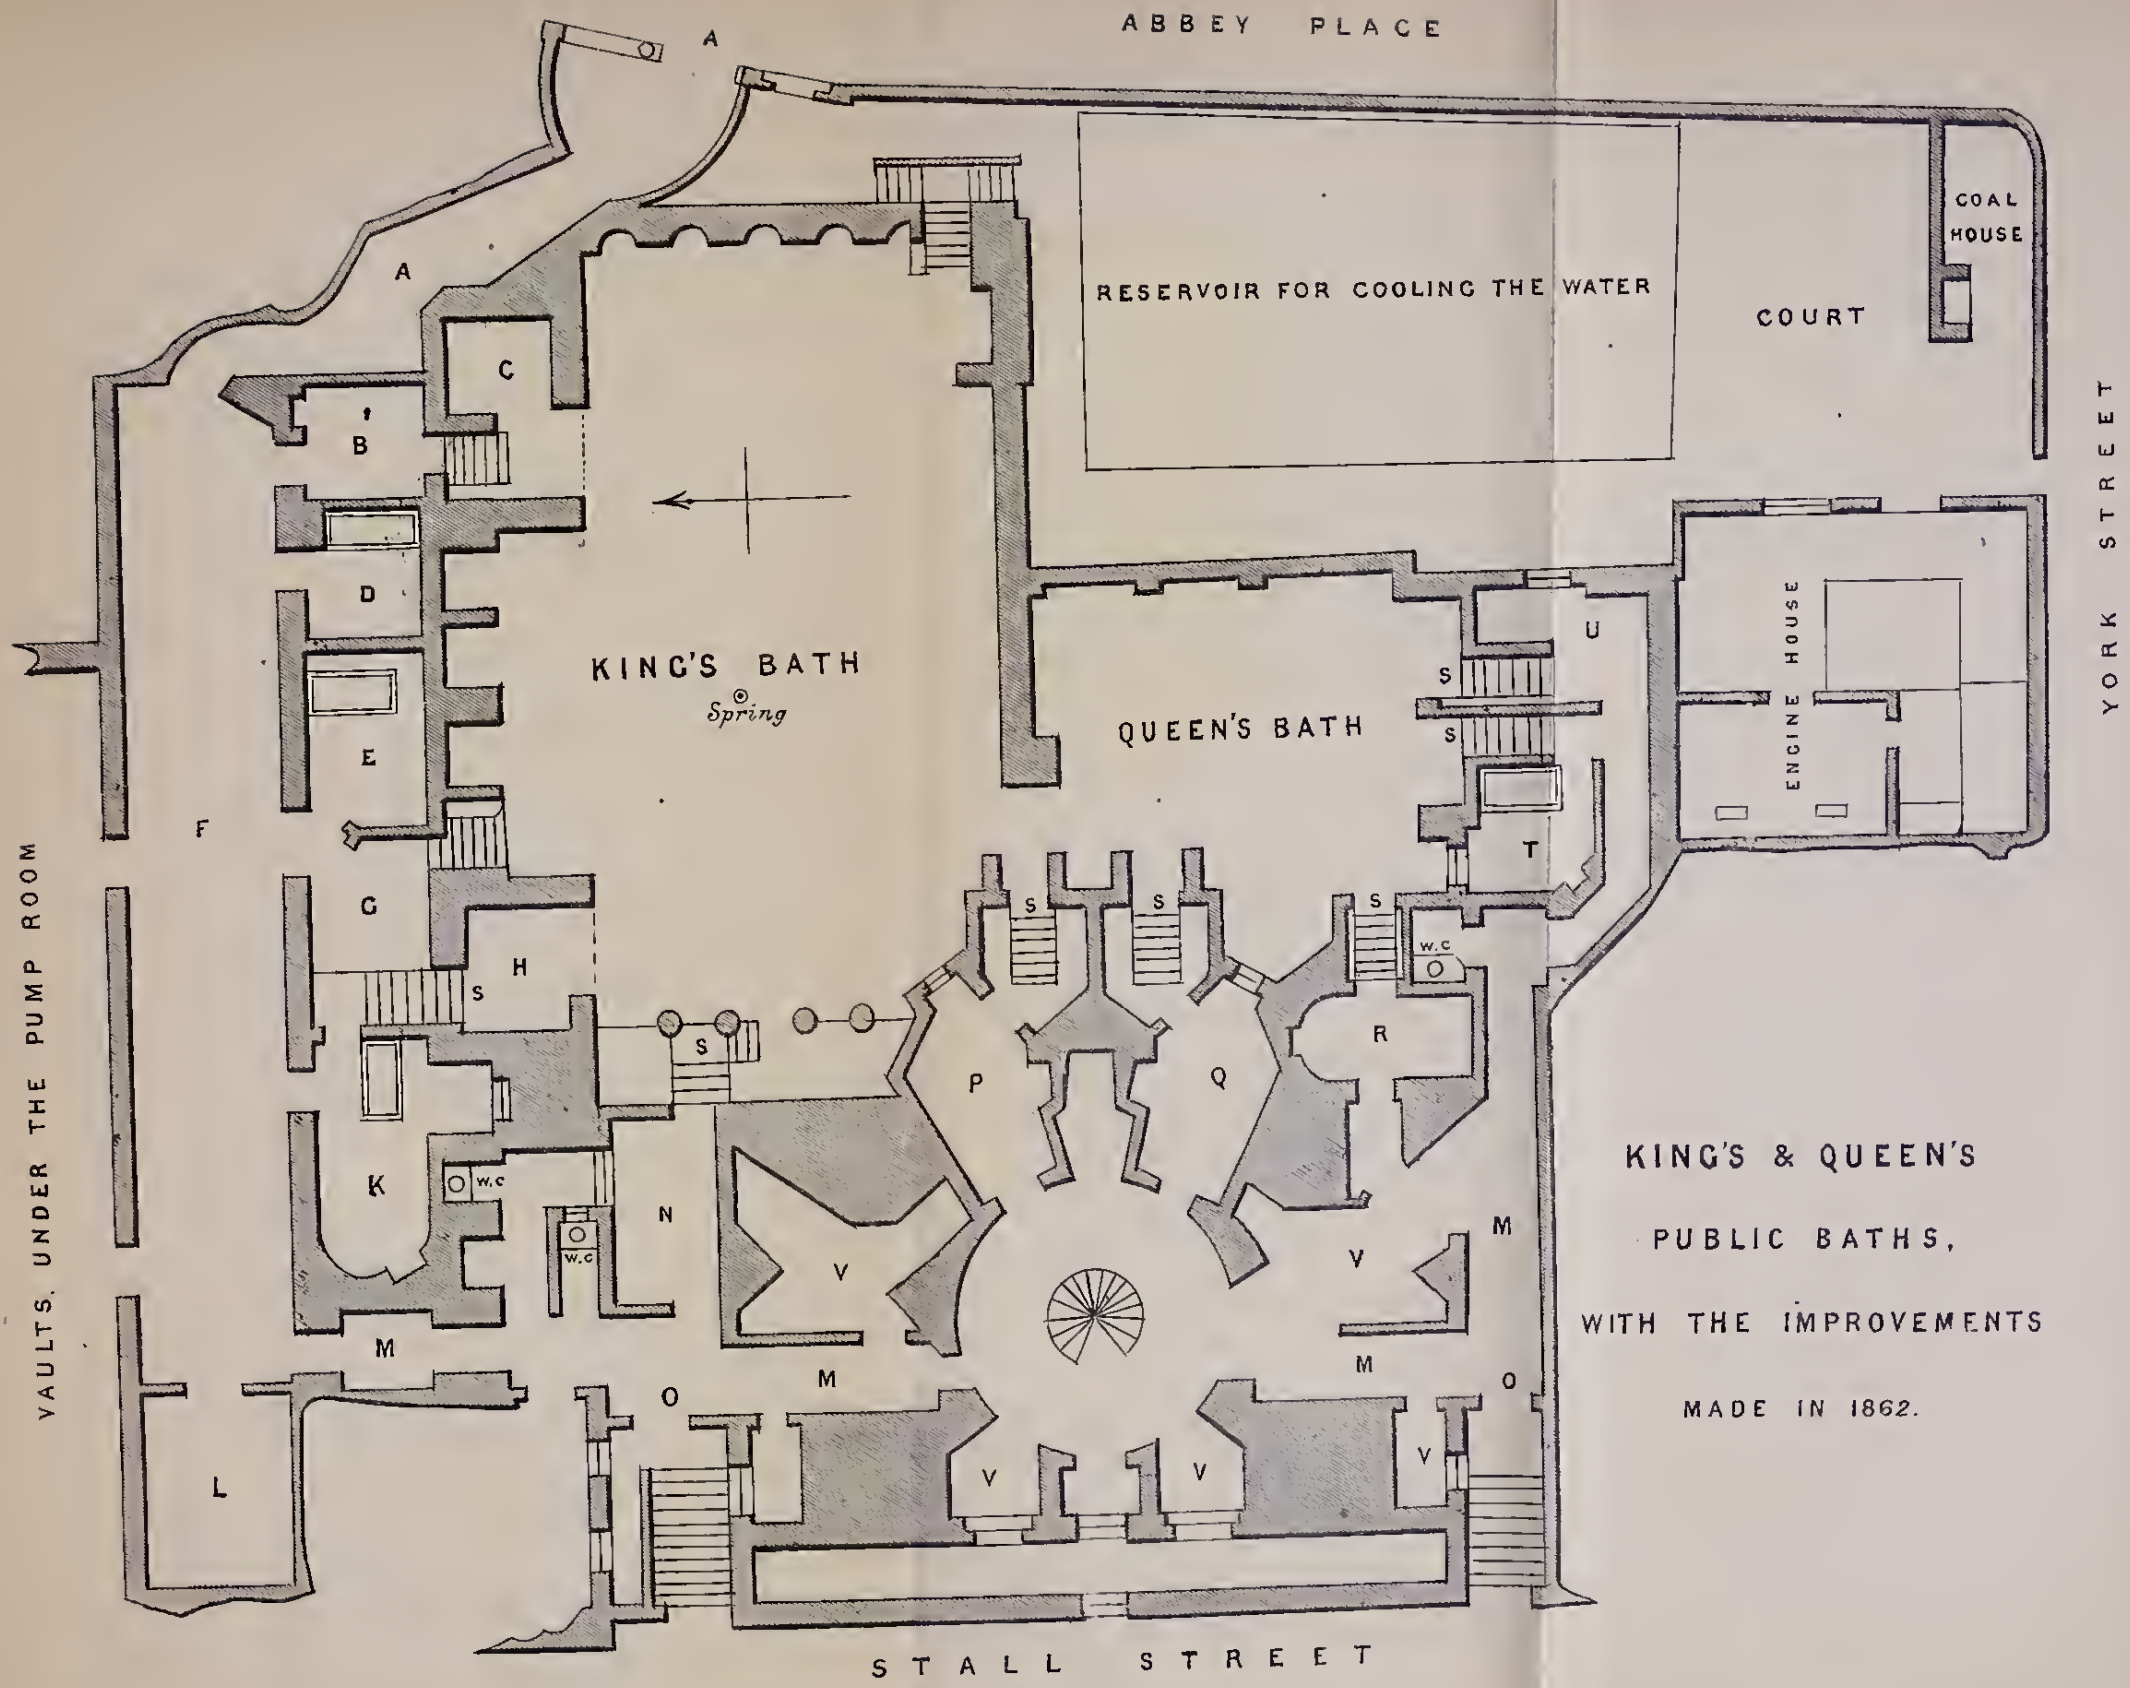 ABBEY PLACE
A
A
COAL
HOUSE
RESERVOIR FOR COOLING THE WATER
COURT
C
B
YORK STREET
D
U
ENGINE HOUSE
KING'S BATH
Spring
S
QUEEN'S BATH
S
E
F
T
G
S
S
S
W.C
H
S
R
S
P
Q
VAULTS, UNDER THE PUMP ROOM
KING'S & QUEEN'S
PUBLIC BATHS,
WITH THE IMPROVEMENTS
MADE IN 1862.
K
W.C
N
W.C
V
V
M
M
M
M
O
O
L
V
V
V
STALL STREET